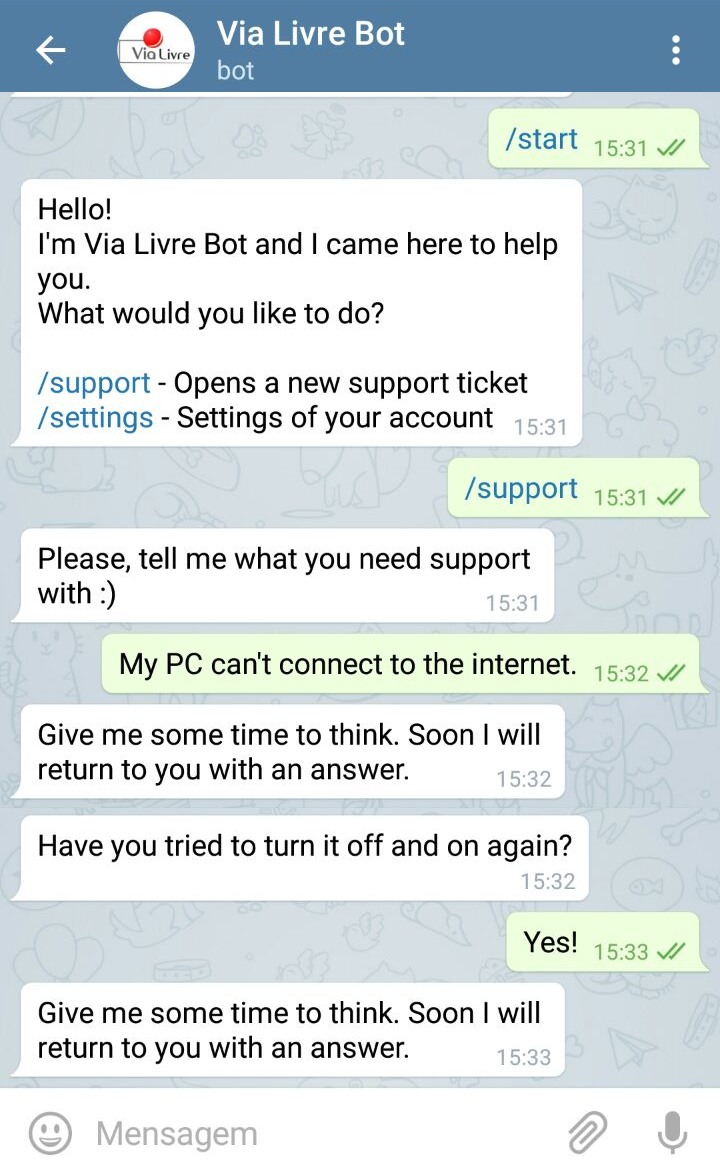 Via Livre Bot
bot
Via Livre
/start 15:31
Hello!
I'm Via Livre Bot and I came here to help
you.
What would you like to do?
/support - Opens a new support ticket
/settings - Settings of your account 15:31
/support 15:31
Please, tell me what you need support
with :) 15:31
My PC can't connect to the internet. 15:32
Give me some time to think. Soon I will
return to you with an answer. 15:32
Have you tried to turn it off and on again?
15:32
Yes! 15:33
Give me some time to think. Soon I will
return to you with an answer. 15:33
Mensagem